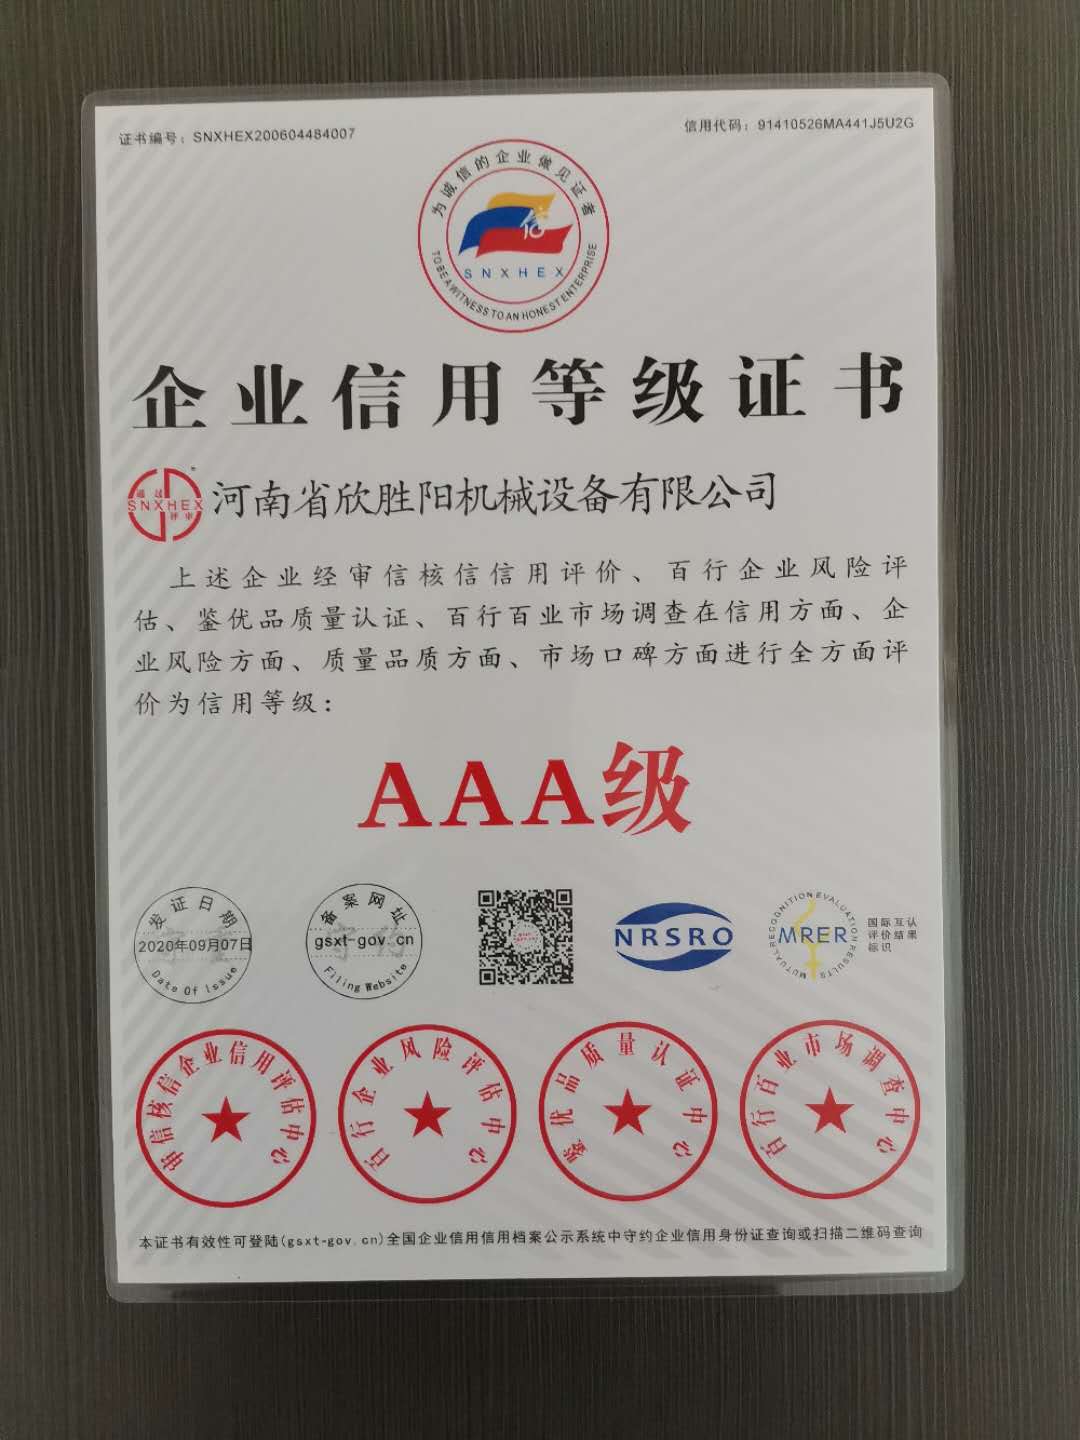 证书编号：SNXHEX200604484007
信用代码：91410526MA441J5U2G
为诚信的企业做见证者
信
SNXHEX
TO BE A WITNESS TO AN HONEST ENTERPRISE
企业信用等级证书
通过
SNXHEX
评审
河南省欣胜阳机械设备有限公司
上述企业经审信核信信用评价、百行企业风险评
估、鉴优品质量认证、百行百业市场调查在信用方面、企
业风险方面、质量品质方面、市场口碑方面进行全方面评
价为信用等级：
AAA级
发证日期
2020年09月07日
Date Of Issue
备案网址
gsxt-gov.cn
Filing Website
NRSRO
MUTUAL RECOGNITION EVALUATION RESULTS
MRER
国际互认
评价结果
标识
审信核信企业信用评估中心
百行企业风险评估中心
鉴优品质量认证中心
百行百业市场调查中心
本证书有效性可登陆(gsxt-gov.cn)全国企业信用信用档案公示系统中守约企业信用身份证查询或扫描二维码查询